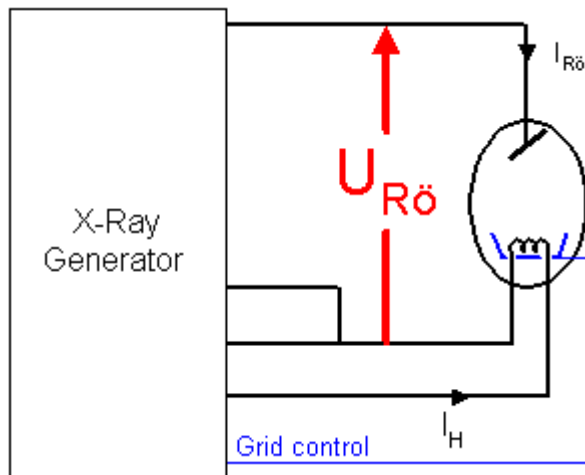 I Rö
U Rö
X-Ray
Generator
I H
Grid control